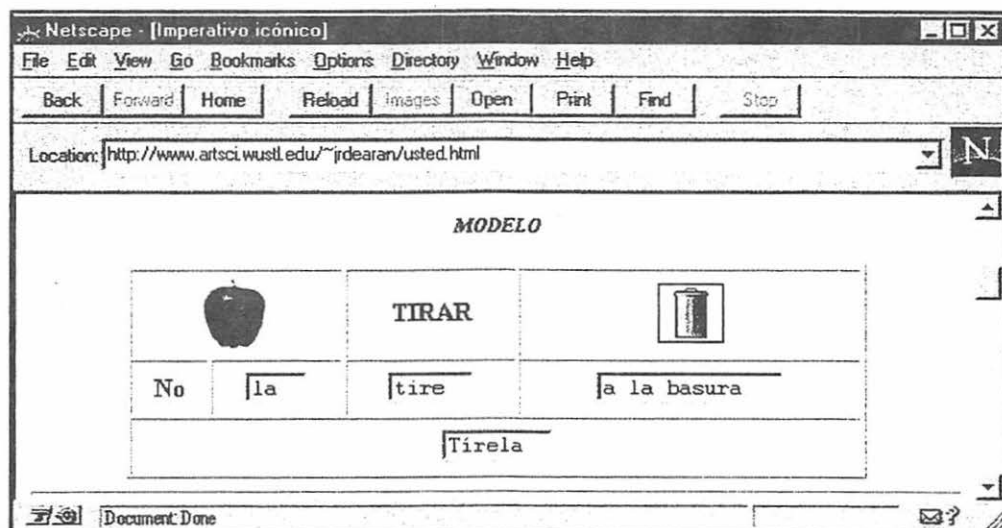 Netscape - [Imperativo icónico]
File Edit View Go Bookmarks Options Directory Window Help
Back Forward Home Reload Images Open Print Find Stop
Location: http://www.artsci.wustl.edu/~jrdearan/usted.html
N
MODELO
TIRAR
No la tire a la basura
Tírela
Document: Done
?